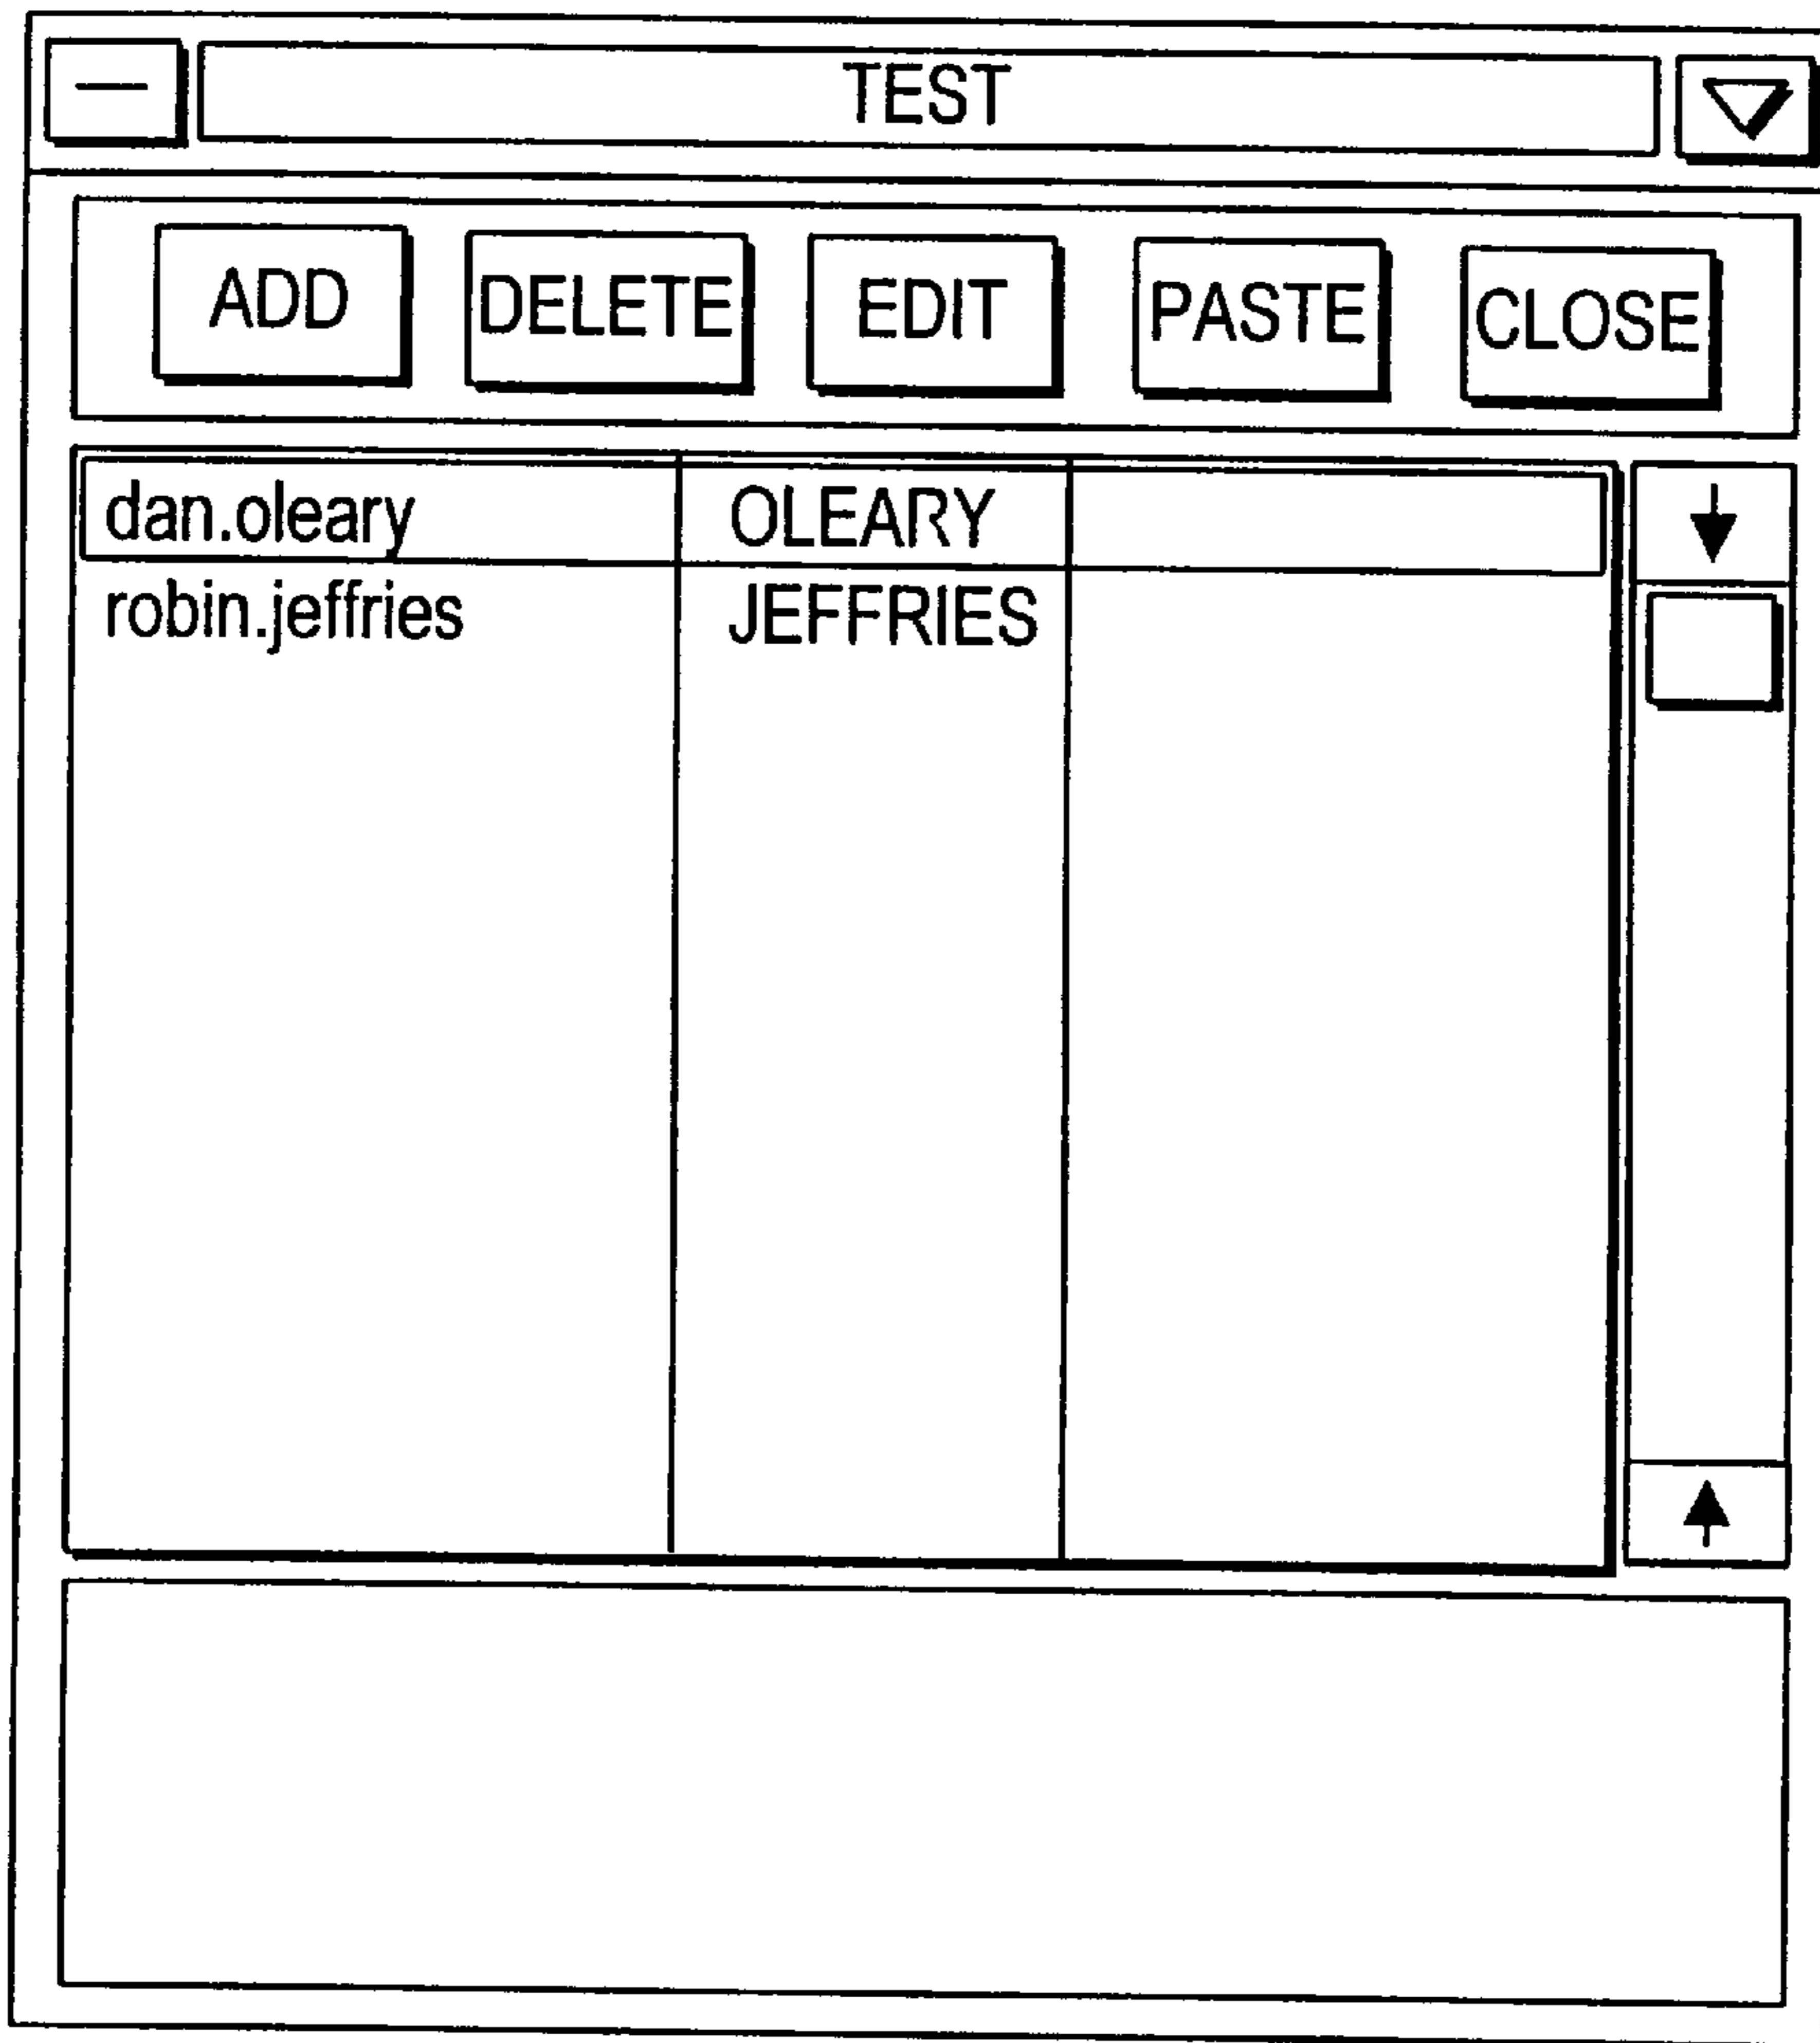 TEST
ADD DELETE EDIT PASTE CLOSE
dan.oleary OLEARY
robin.jeffries JEFFRIES